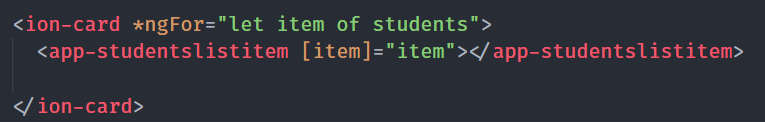 <ion-card *ngFor="let item of students">
<app-studentslistitem [item]="item"></app-studentslistitem>
</ion-card>